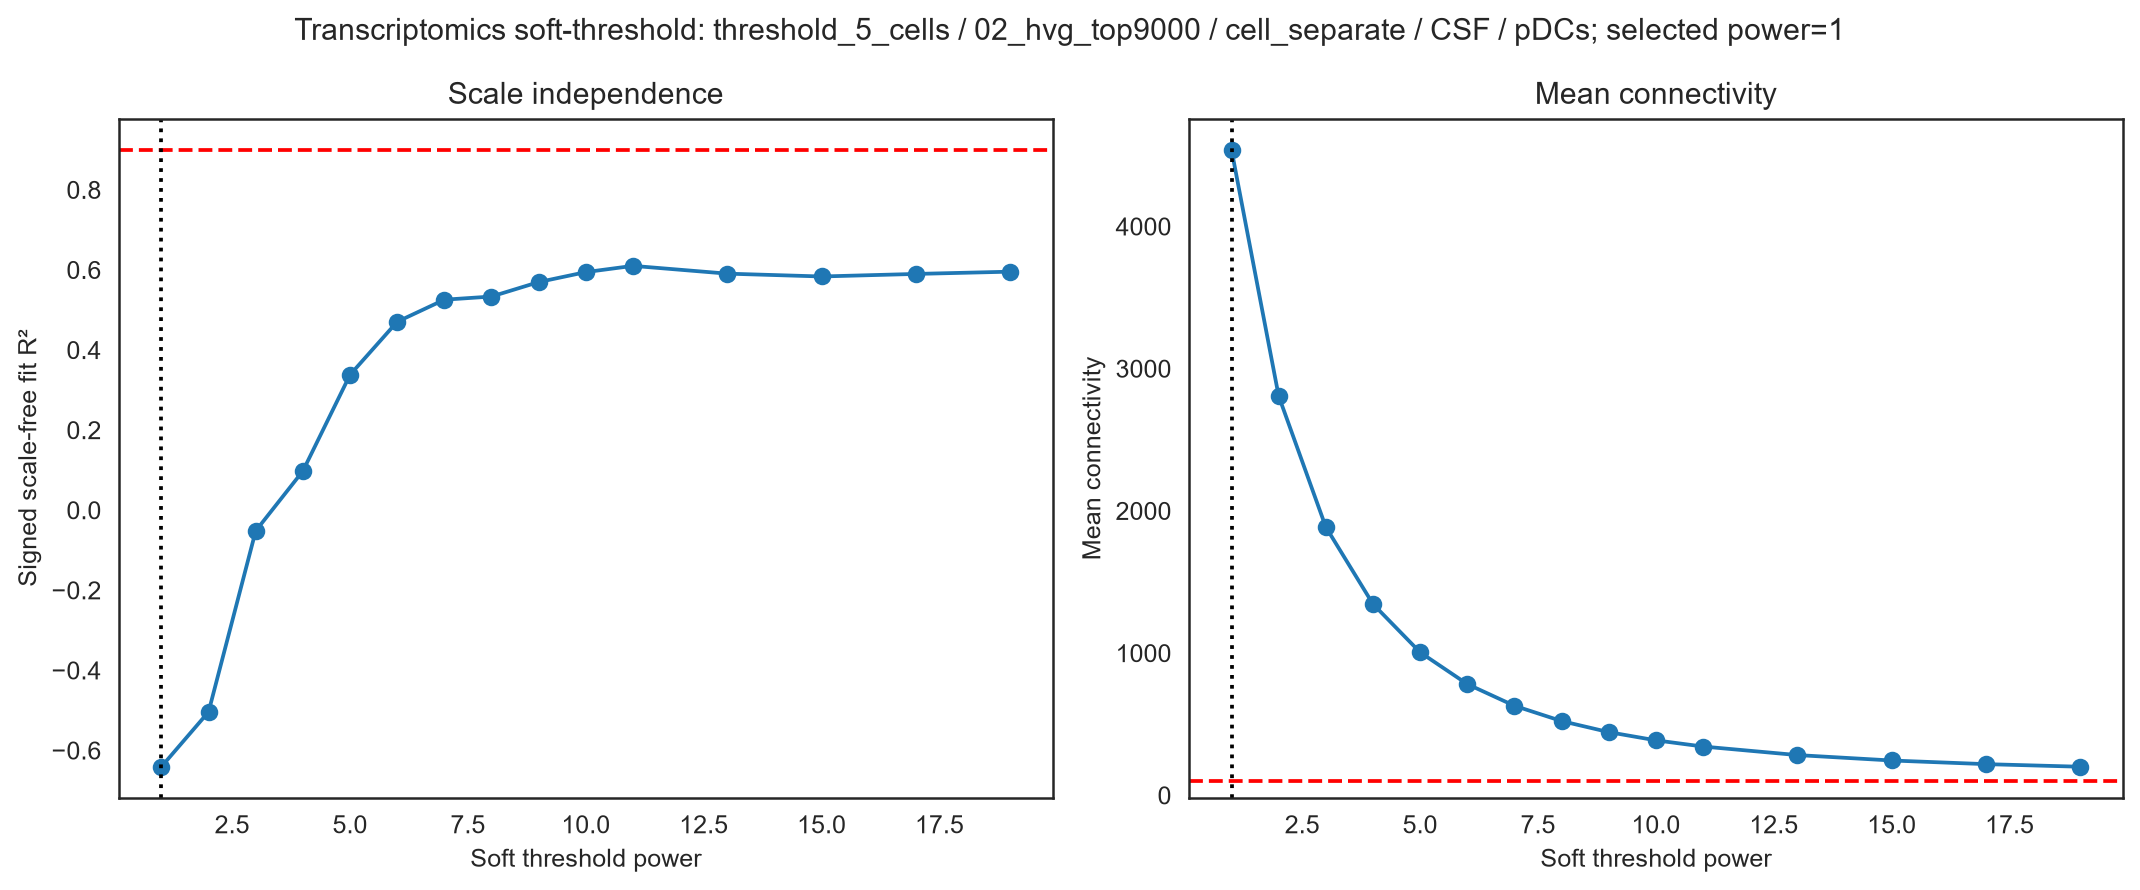 Transcriptomics soft-threshold: threshold_5_cells / 02_hvg_top9000 / cell_separate / CSF / pDCs; selected power=1
Scale independence
Signed scale-free fit R²
0.8
0.6
0.4
0.2
0.0
−0.2
−0.4
−0.6
2.5 5.0 7.5 10.0 12.5 15.0 17.5
Soft threshold power
Mean connectivity
Mean connectivity
4000
3000
2000
1000
0
2.5 5.0 7.5 10.0 12.5 15.0 17.5
Soft threshold power